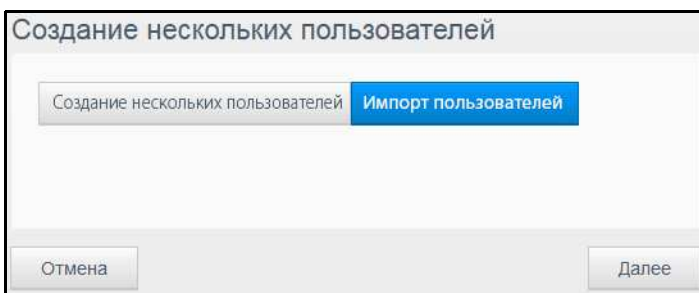 Создание нескольких пользователей
Создание нескольких пользователей Импорт пользователей
Отмена Далее